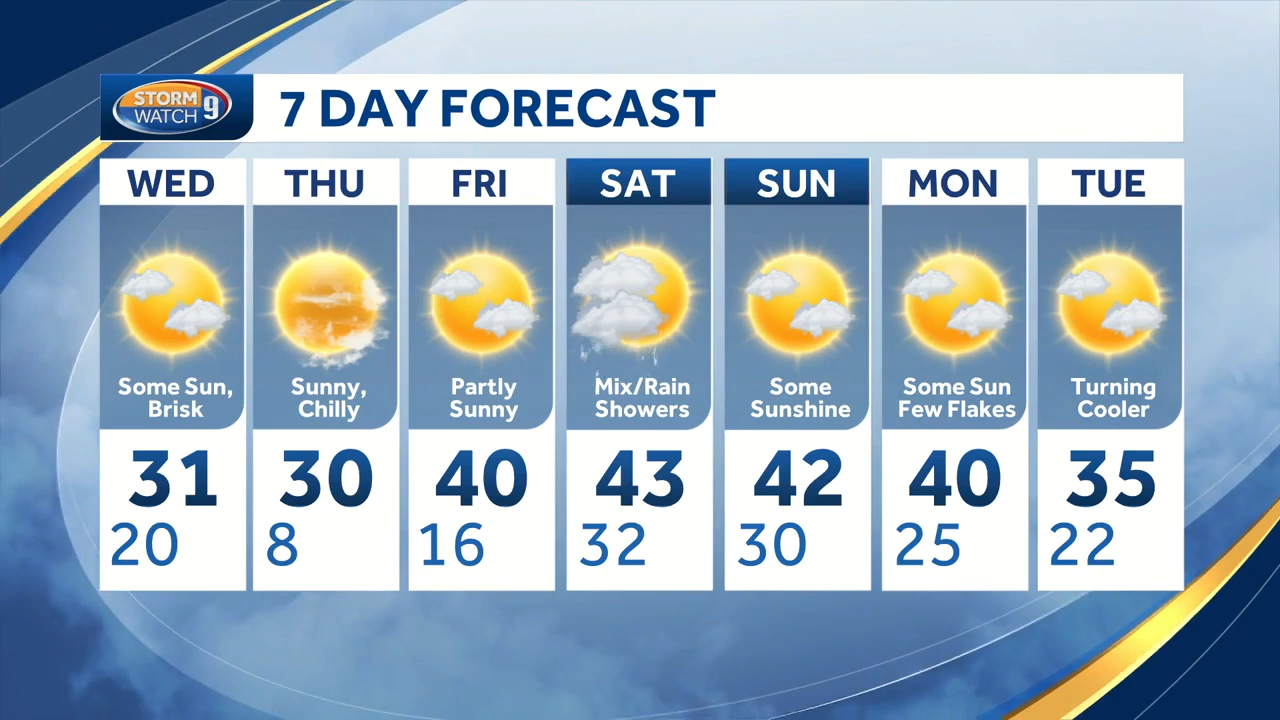 STORM
WATCH 9
7 DAY FORECAST
WED
THU
FRI
SAT
SUN
MON
TUE
Some Sun,
Brisk
Sunny,
Chilly
Partly
Sunny
Mix/Rain
Showers
Some
Sunshine
Some Sun
Few Flakes
Turning
Cooler
31
30
40
43
42
40
35
20
8
16
32
30
25
22